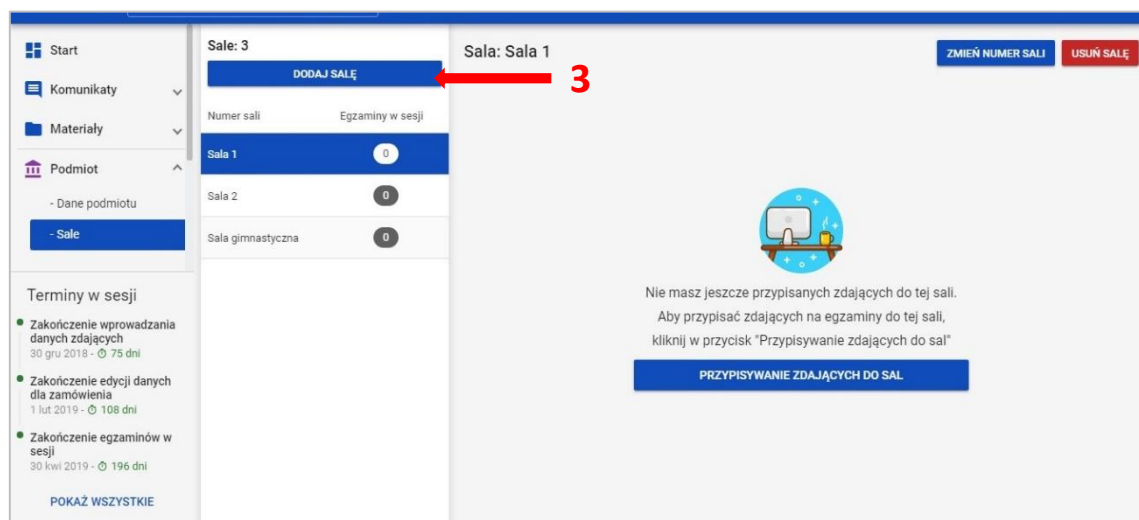 Start
Komunikaty
Materiały
Podmiot
- Dane podmiotu
- Sale
Terminy w sesji
Zakończenie wprowadzania
danych zdających
30 gru 2018 - 75 dni
Zakończenie edycji danych
dla zamówienia
1 lut 2019 - 108 dni
Zakończenie egzaminów w
sesji
30 kwi 2019 - 196 dni
POKAŻ WSZYSTKIE
Sale: 3
DODAJ SALĘ
Numer sali Egzaminy w sesji
Sala 1 0
Sala 2 0
Sala gimnastyczna 0
3
Sala: Sala 1
ZMIEŃ NUMER SALI USUŃ SALĘ
Nie masz jeszcze przypisanych zdających do tej sali.
Aby przypisać zdających na egzaminy do tej sali,
kliknij w przycisk "Przypisywanie zdających do sal"
PRZYPISYWANIE ZDAJĄCYCH DO SAL